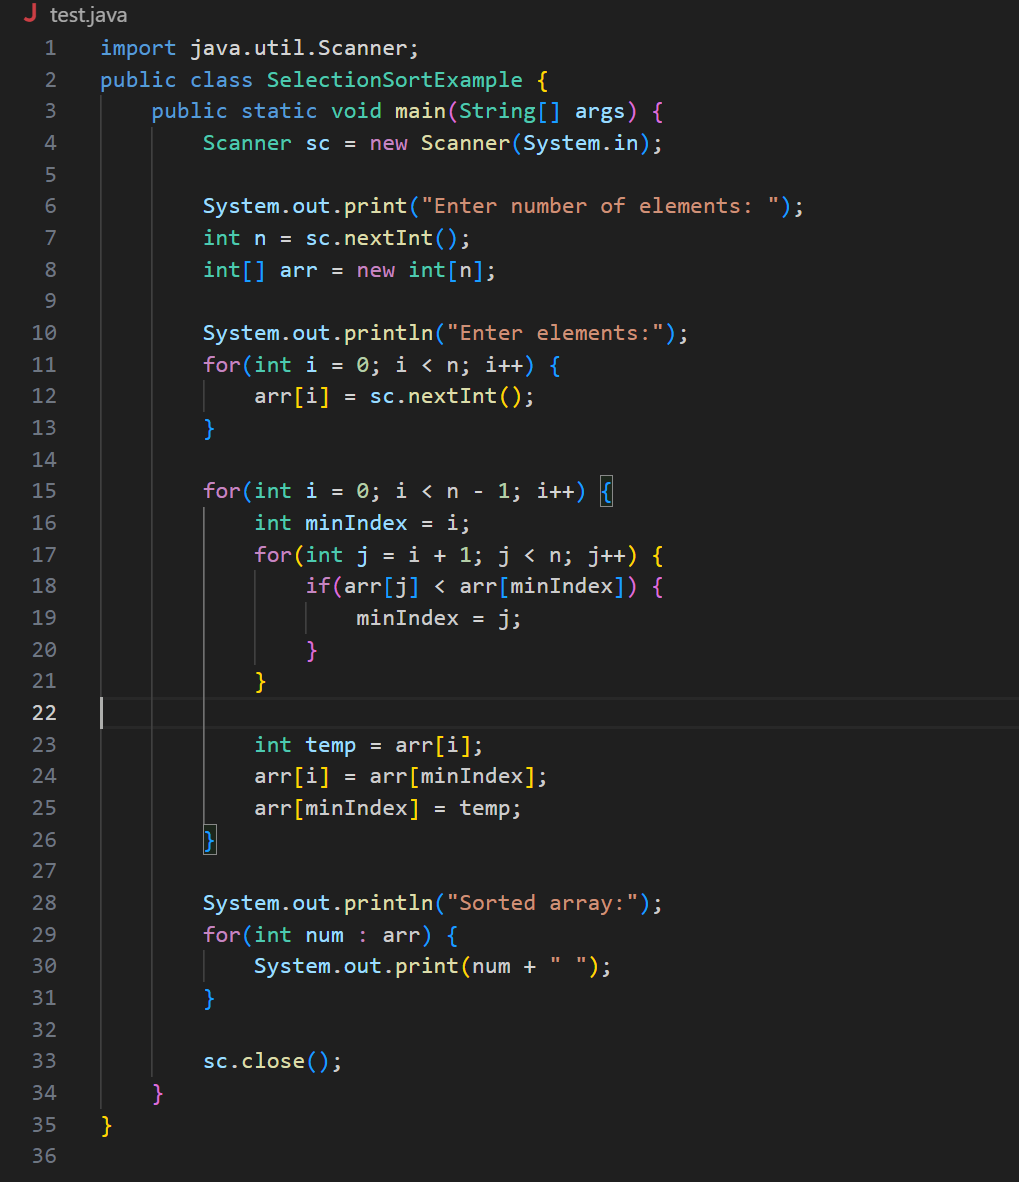 test.java
1 import java.util.Scanner;
2 public class SelectionSortExample {
3     public static void main(String[] args) {
4         Scanner sc = new Scanner(System.in);
5
6         System.out.print("Enter number of elements: ");
7         int n = sc.nextInt();
8         int[] arr = new int[n];
9
10         System.out.println("Enter elements:");
11         for(int i = 0; i < n; i++) {
12             arr[i] = sc.nextInt();
13         }
14
15         for(int i = 0; i < n - 1; i++) {
16             int minIndex = i;
17             for(int j = i + 1; j < n; j++) {
18                 if(arr[j] < arr[minIndex]) {
19                     minIndex = j;
20                 }
21             }
22
23             int temp = arr[i];
24             arr[i] = arr[minIndex];
25             arr[minIndex] = temp;
26         }
27
28         System.out.println("Sorted array:");
29         for(int num : arr) {
30             System.out.print(num + " ");
31         }
32
33         sc.close();
34     }
35 }
36